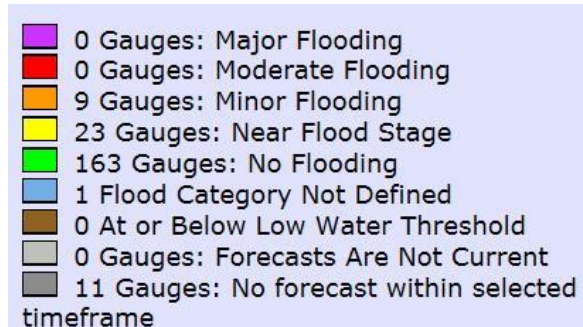 0 Gauges: Major Flooding
0 Gauges: Moderate Flooding
9 Gauges: Minor Flooding
23 Gauges: Near Flood Stage
163 Gauges: No Flooding
1 Flood Category Not Defined
0 At or Below Low Water Threshold
0 Gauges: Forecasts Are Not Current
11 Gauges: No forecast within selected
timeframe